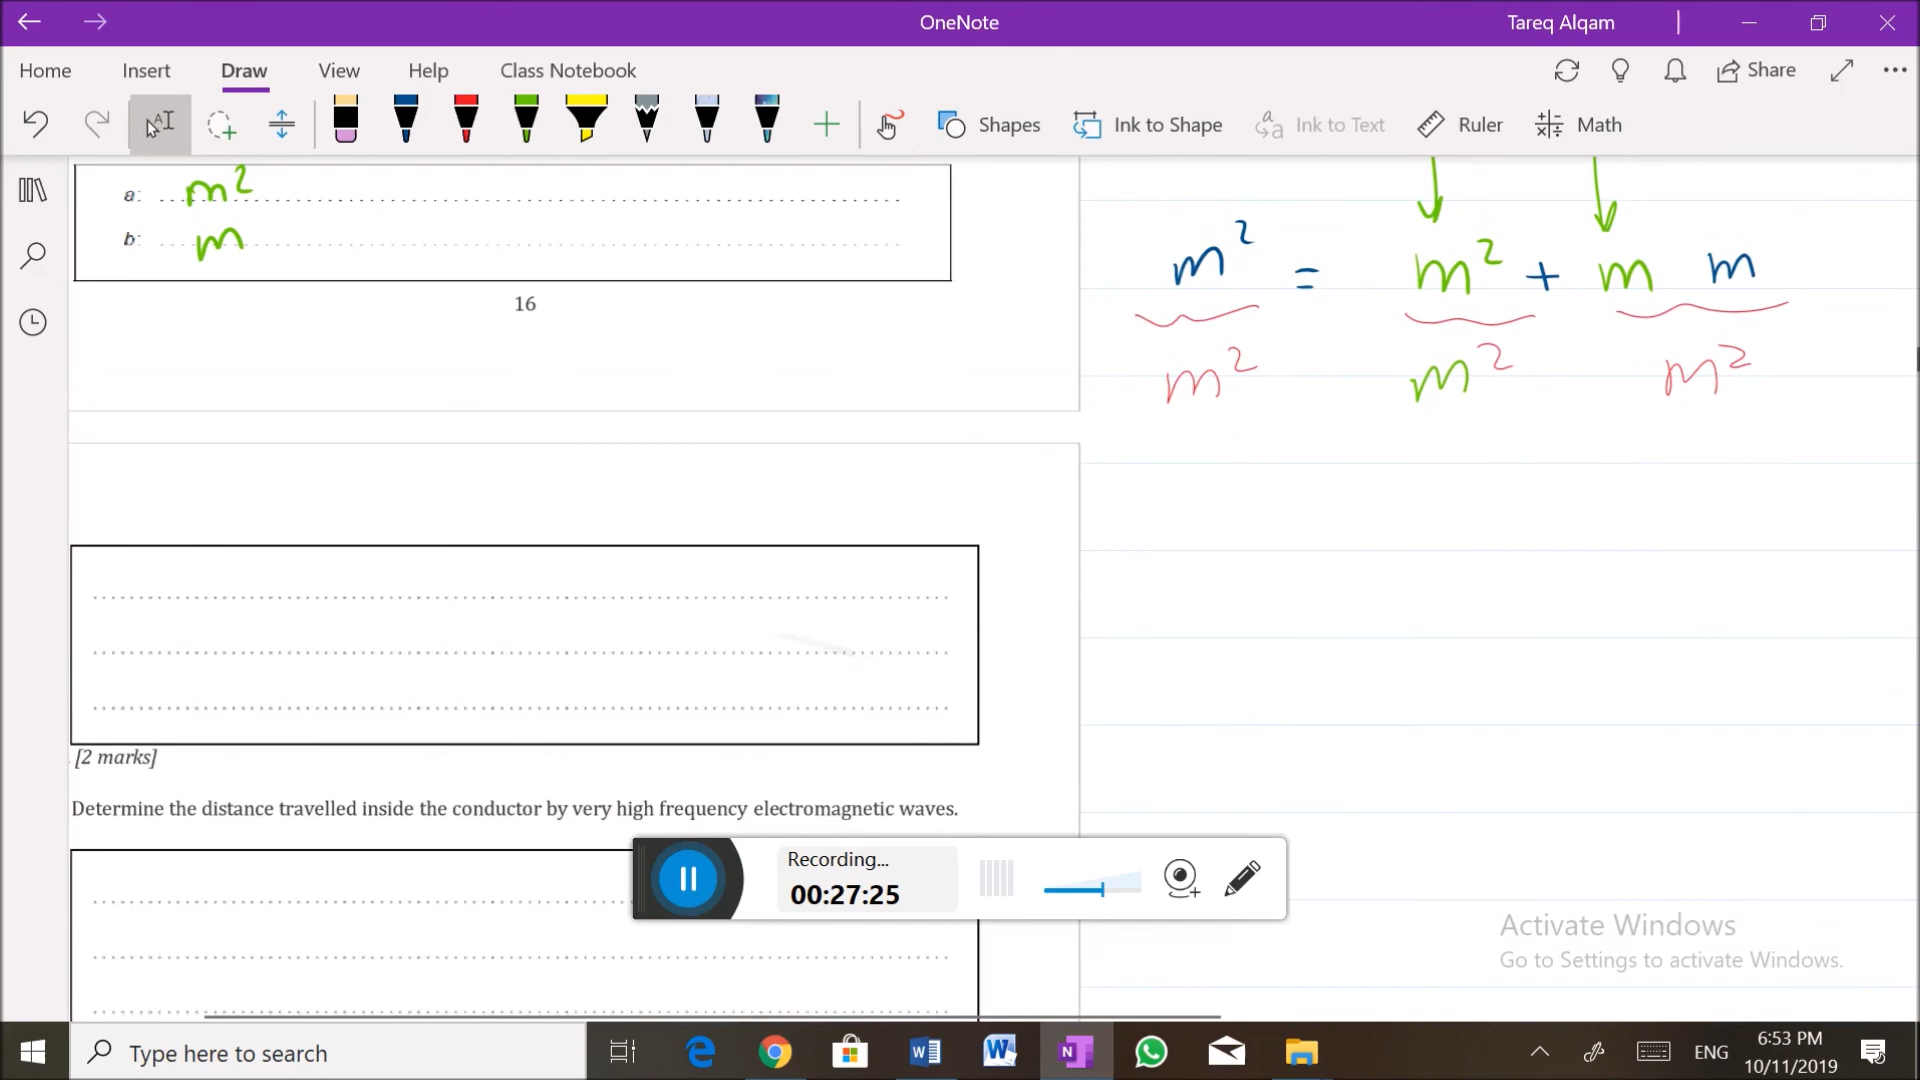 OneNote
Tareq Alqam
Home Insert Draw View Help Class Notebook
Share
Shapes Ink to Shape Ink to Text Ruler Math
a: m²
b: m
16
m² = m² + m m
m² m² m²
[2 marks]
Determine the distance travelled inside the conductor by very high frequency electromagnetic waves.
Recording...
00:27:25
Activate Windows
Go to Settings to activate Windows.
Type here to search
ENG
6:53 PM
10/11/2019